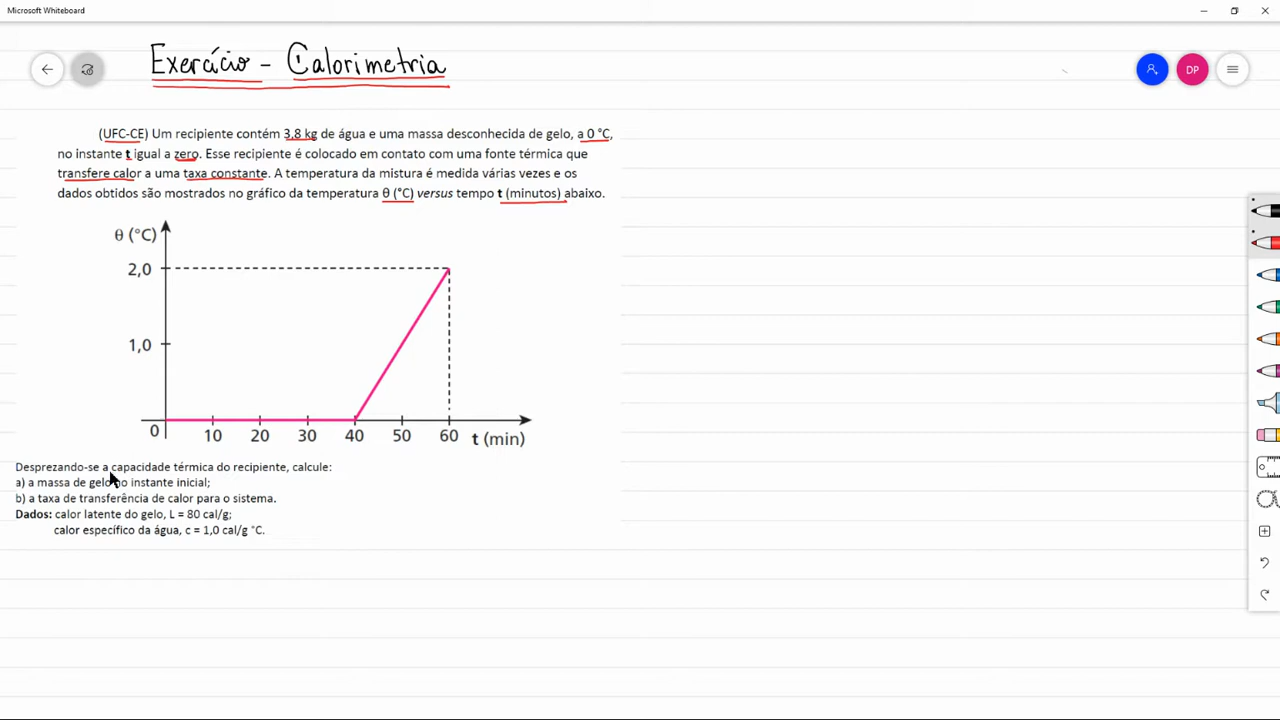 Microsoft Whiteboard
Exercício - Calorimetria
DP
(UFC-CE) Um recipiente contém 3,8 kg de água e uma massa desconhecida de gelo, a 0 °C,
no instante t igual a zero. Esse recipiente é colocado em contato com uma fonte térmica que
transfere calor a uma taxa constante. A temperatura da mistura é medida várias vezes e os
dados obtidos são mostrados no gráfico da temperatura θ (°C) versus tempo t (minutos) abaixo.
θ (°C)
2,0
1,0
0
10 20 30 40 50 60 t (min)
Desprezando-se a capacidade térmica do recipiente, calcule:
a) a massa de gelo no instante inicial;
b) a taxa de transferência de calor para o sistema.
Dados: calor latente do gelo, L = 80 cal/g;
calor específico da água, c = 1,0 cal/g °C.